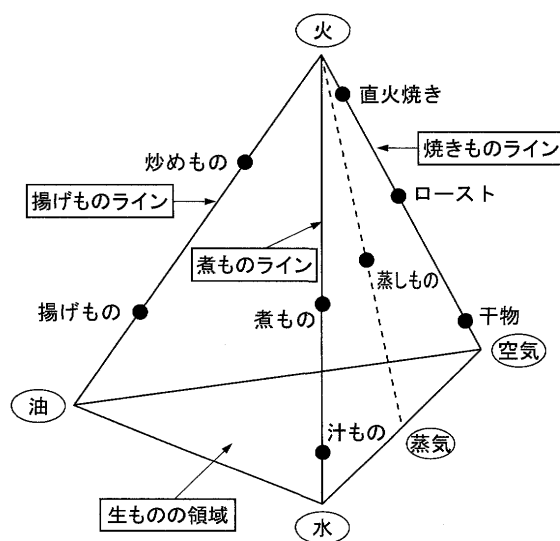 火
直火焼き
焼きものライン
炒めもの
揚げものライン
ロースト
煮ものライン
蒸しもの
揚げもの
煮もの
干物
空気
油
汁もの
蒸気
生ものの領域
水